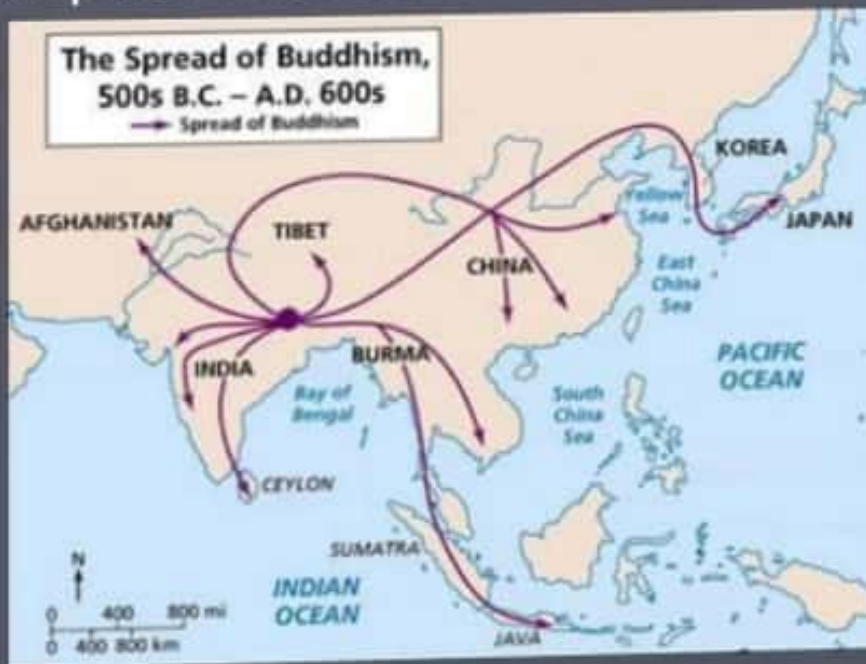 The Spread of Buddhism,
500s B.C. – A.D. 600s
Spread of Buddhism
KOREA
AFGHANISTAN
TIBET
Yellow
Sea
JAPAN
CHINA
East
China
Sea
INDIA
BURMA
PACIFIC
OCEAN
Bay of
Bengal
South
China
Sea
CEYLON
SUMATRA
N
INDIAN
OCEAN
0 400 800 mi
0 400 800 km
JAVA